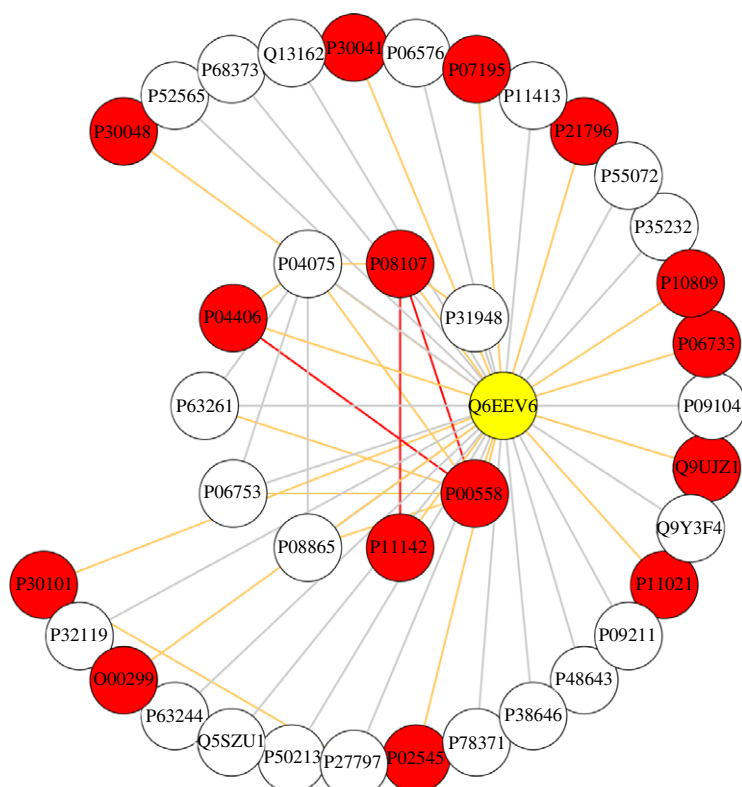 P30041
Q13162
P06576
P68373
P07195
P52565
P11413
P30048
P21796
P55072
P35232
P04075
P08107
P10809
P04406
P31948
P06733
P63261
Q6EEV6
P09104
Q9UJZ1
P06753
P00558
Q9Y3F4
P08865
P11142
P30101
P11021
P32119
P09211
O00299
P48643
P63244
P38646
Q5SZU1
P78371
P50213
P27797
P02545